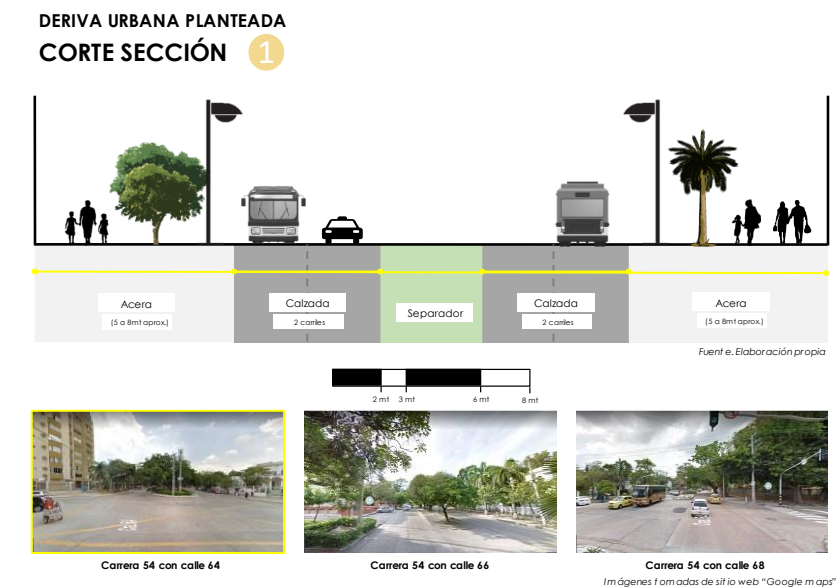 DERIVA URBANA PLANTEADA
CORTE SECCIÓN 1
Acera
(5 a 8mt aprox.)
Calzada
2 carriles
Separador
Calzada
2 carriles
Acera
(5 a 8mt aprox.)
Fuente. Elaboración propia
2 mt 3 mt 6 mt 8 mt
Carrera 54 con calle 64
Carrera 54 con calle 66
Carrera 54 con calle 68
Imágenes tomadas de sitio web "Google maps"